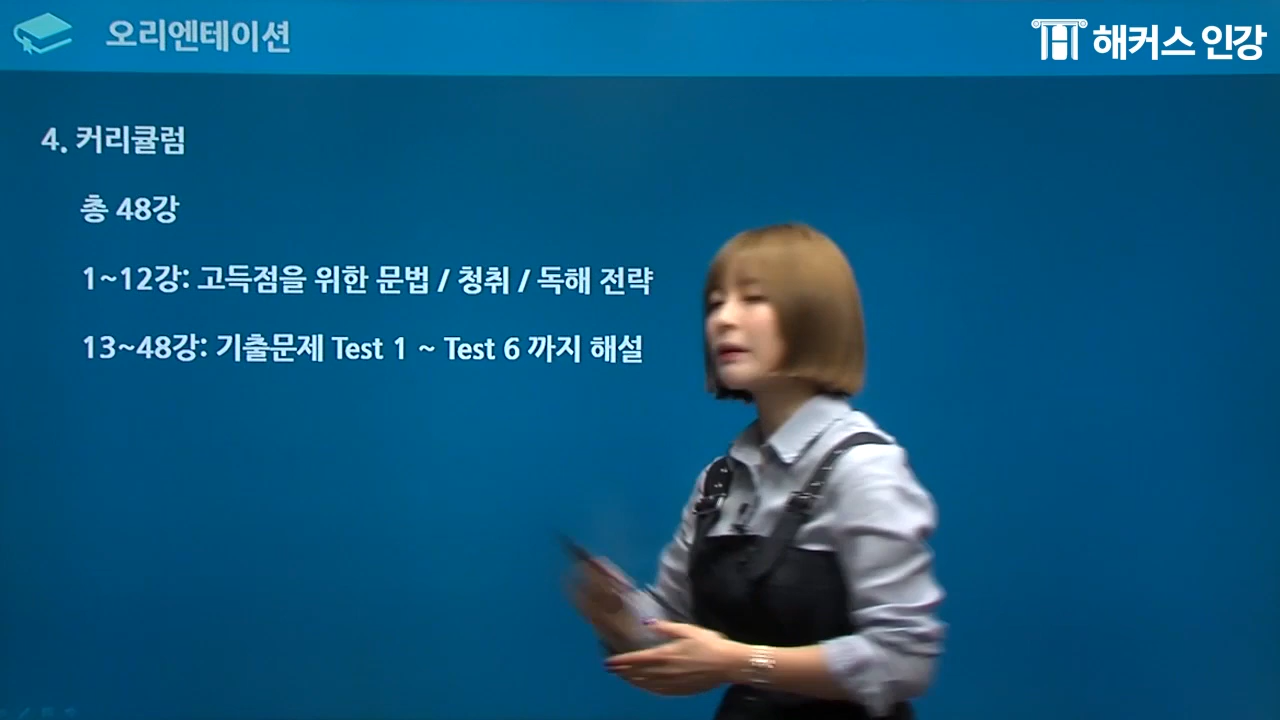 오리엔테이션
해커스 인강
4. 커리큘럼
총 48강
1~12강: 고득점을 위한 문법 / 청취 / 독해 전략
13~48강: 기출문제 Test 1 ~ Test 6 까지 해설